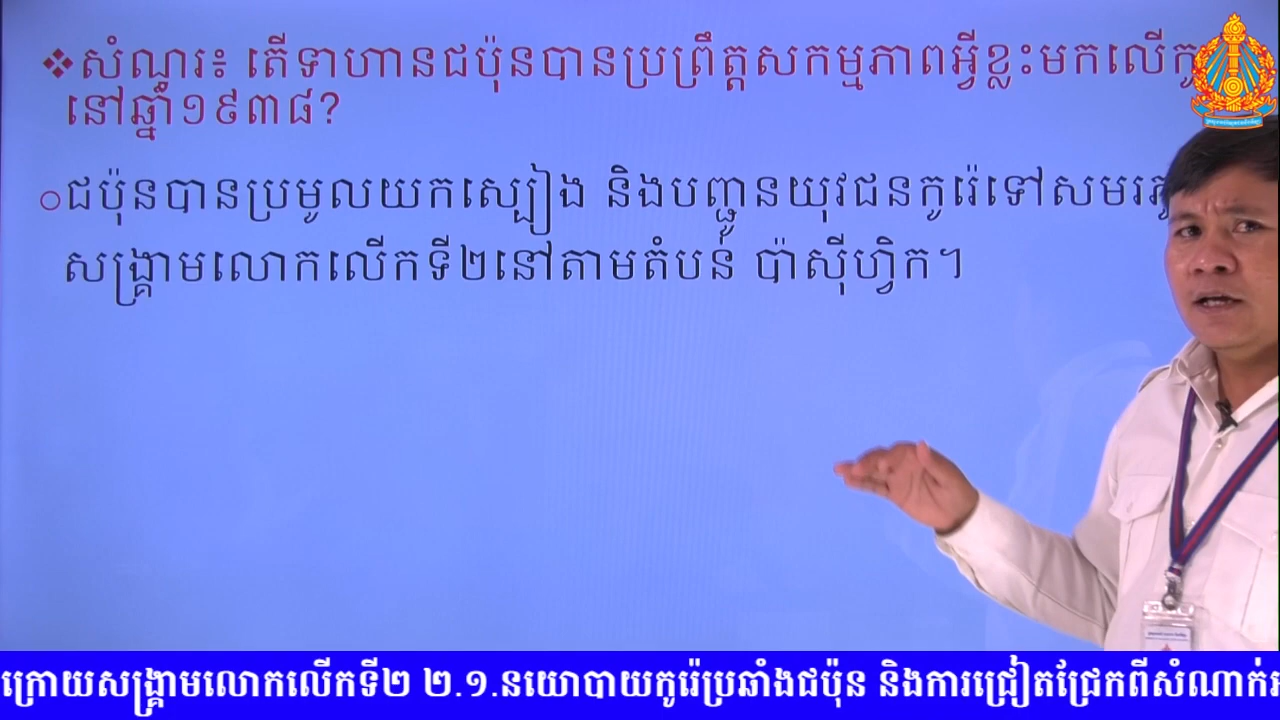 ❖សំណួរ៖ តើទាហានជប៉ុនបានប្រព្រឹត្តសកម្មភាពអ្វីខ្លះមកលើកូ
នៅឆ្នាំ១៩៣៨?
○ជប៉ុនបានប្រមូលយកស្បៀង និងបញ្ជូនយុវជនកូរ៉េទៅសមរភូ
សង្គ្រាមលោកលើកទី២នៅតាមតំបន់ ប៉ាស៊ីហ្វិក។
ក្រោយសង្គ្រាមលោកលើកទី២ ២.១.នយោបាយកូរ៉េប្រឆាំងជប៉ុន និងការជ្រៀតជ្រែកពីសំណាក់